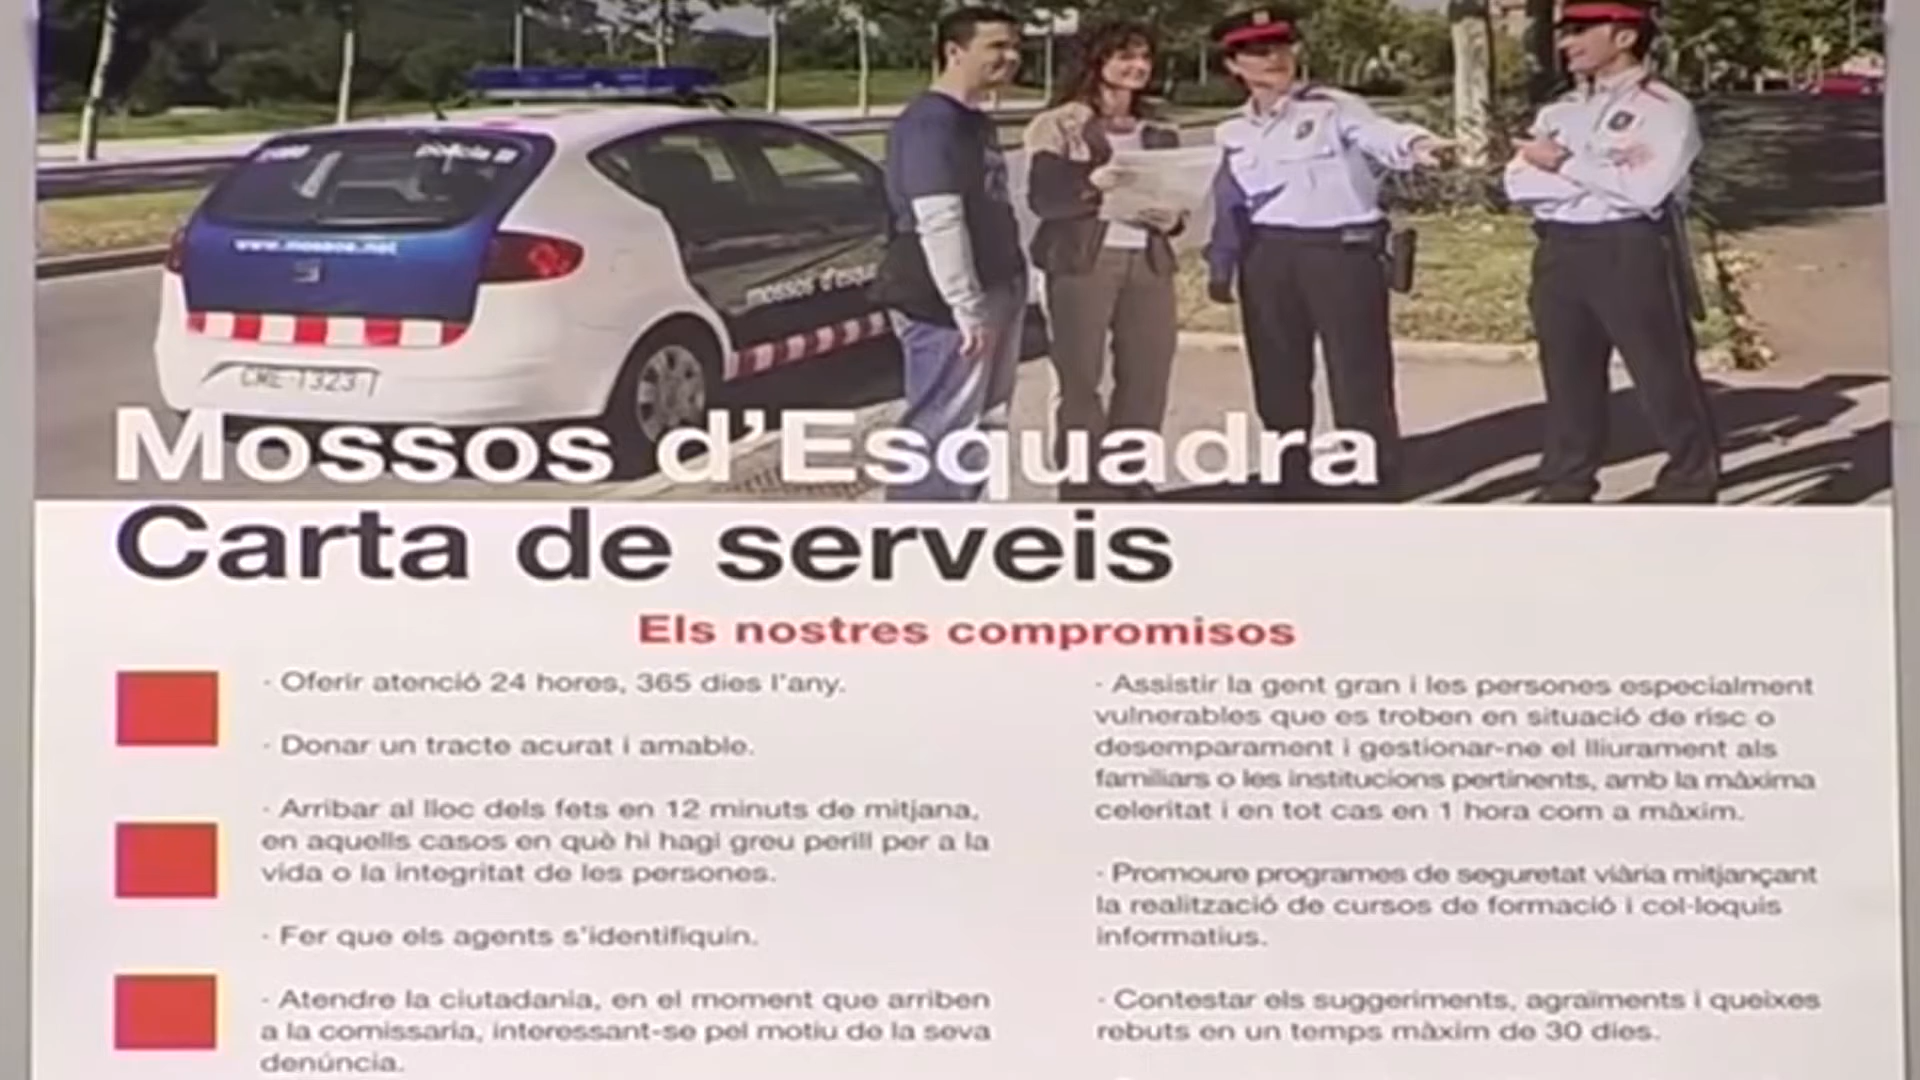 policia
www.mossos.net
mossos d'esqua
CME-1323
Mossos d'Esquadra
Carta de serveis
Els nostres compromisos
- Oferir atenció 24 hores, 365 dies l'any.
- Donar un tracte acurat i amable.
- Arribar al lloc dels fets en 12 minuts de mitjana,
en aquells casos en què hi hagi greu perill per a la
vida o la integritat de les persones.
- Fer que els agents s'identifiquin.
- Atendre la ciutadania, en el moment que arriben
a la comissaria, interessant-se pel motiu de la seva
denúncia.
- Assistir la gent gran i les persones especialment
vulnerables que es troben en situació de risc o
desemparament i gestionar-ne el lliurament als
familiars o les institucions pertinents, amb la màxima
celeritat i en tot cas en 1 hora com a màxim.
- Promoure programes de seguretat viària mitjançant
la realització de cursos de formació i col·loquis
informatius.
- Contestar els suggeriments, agraïments i queixes
rebuts en un temps màxim de 30 dies.